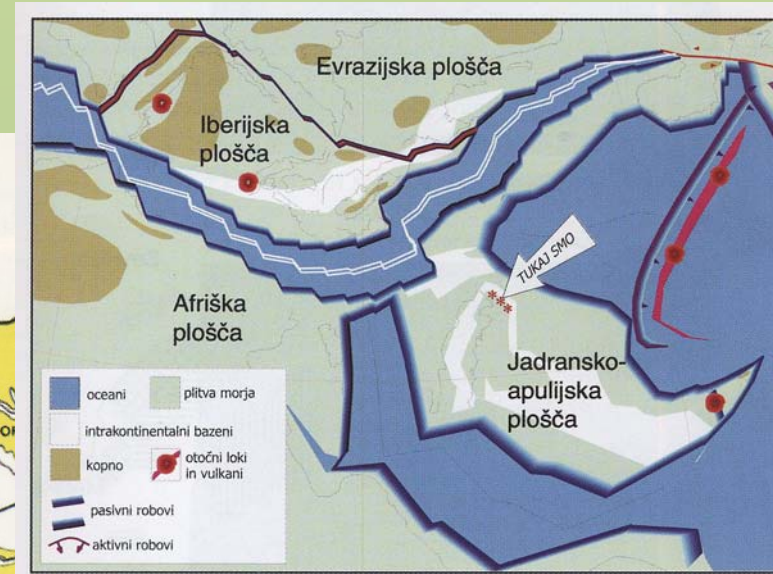 Evrazijska plošča
Iberijska
plošča
TUKAJ SMO
Afriška
plošča
Jadransko-
apulijska
plošča
oceani
plitva morja
intrakontinentalni bazeni
kopno
otočni loki
in vulkani
pasivni robovi
aktivni robovi